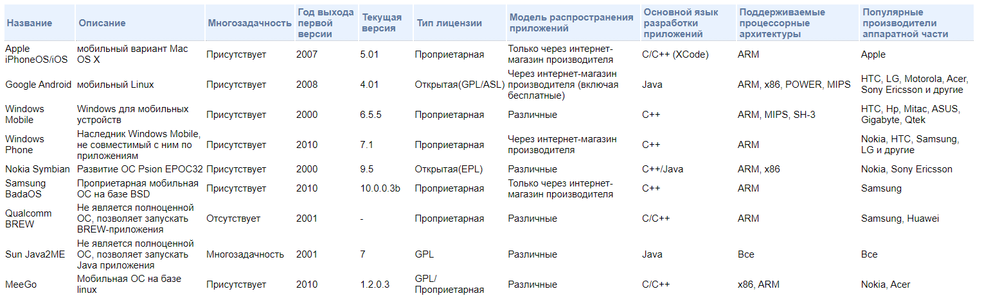 Название
Описание
Многозадачность
Год выхода
первой
версии
Текущая
версия
Тип лицензии
Модель распространения
приложений
Основной язык
разработки
приложений
Поддерживаемые
процессорные
архитектуры
Популярные
производители
аппаратной части
Apple
iPhoneOS/iOS
мобильный вариант Mac
OS X
Присутствует
2007
5.01
Проприетарная
Только через интернет-
магазин производителя
C/C++ (XCode)
ARM
Apple
Google Android
мобильный Linux
Присутствует
2008
4.01
Открытая(GPL/ASL)
Через интернет-магазин
производителя (включая
бесплатные)
Java
ARM, x86, POWER, MIPS
HTC, LG, Motorola, Acer,
Sony Ericsson и другие
Windows
Mobile
Windows для мобильных
устройств
Присутствует
2000
6.5.5
Проприетарная
Различные
C++
ARM, MIPS, SH-3
HTC, Hp, Mitac, ASUS,
Gigabyte, Qtek
Windows
Phone
Наследник Windows Mobile,
не совместимый с ним по
приложениям
Присутствует
2010
7.1
Проприетарная
Через интернет-магазин
производителя
C++
ARM
Nokia, HTC, Samsung,
LG и другие
Nokia Symbian
Развитие ОС Psion EPOC32
Присутствует
2000
9.5
Открытая(EPL)
Различные
C++/Java
ARM, x86
Nokia, Sony Ericsson
Samsung
BadaOS
Проприетарная мобильная
ОС на базе BSD
Присутствует
2010
10.0.0.3b
Проприетарная
Только через интернет-
магазин производителя
C++
ARM
Samsung
Qualcomm
BREW
Не является полноценной
ОС, позволяет запускать
BREW-приложения
Отсутствует
2001
-
Проприетарная
Различные
C/C++
ARM
Samsung, Huawei
Sun Java2ME
Не является полноценной
ОС, позволяет запускать
Java приложения
Многозадачность
2001
7
GPL
Различные
Java
Все
Все
MeeGo
Мобильная ОС на базе
linux
Присутствует
2010
1.2.0.3
GPL/
Проприетарная
Различные
C/C++
x86, ARM
Nokia, Acer